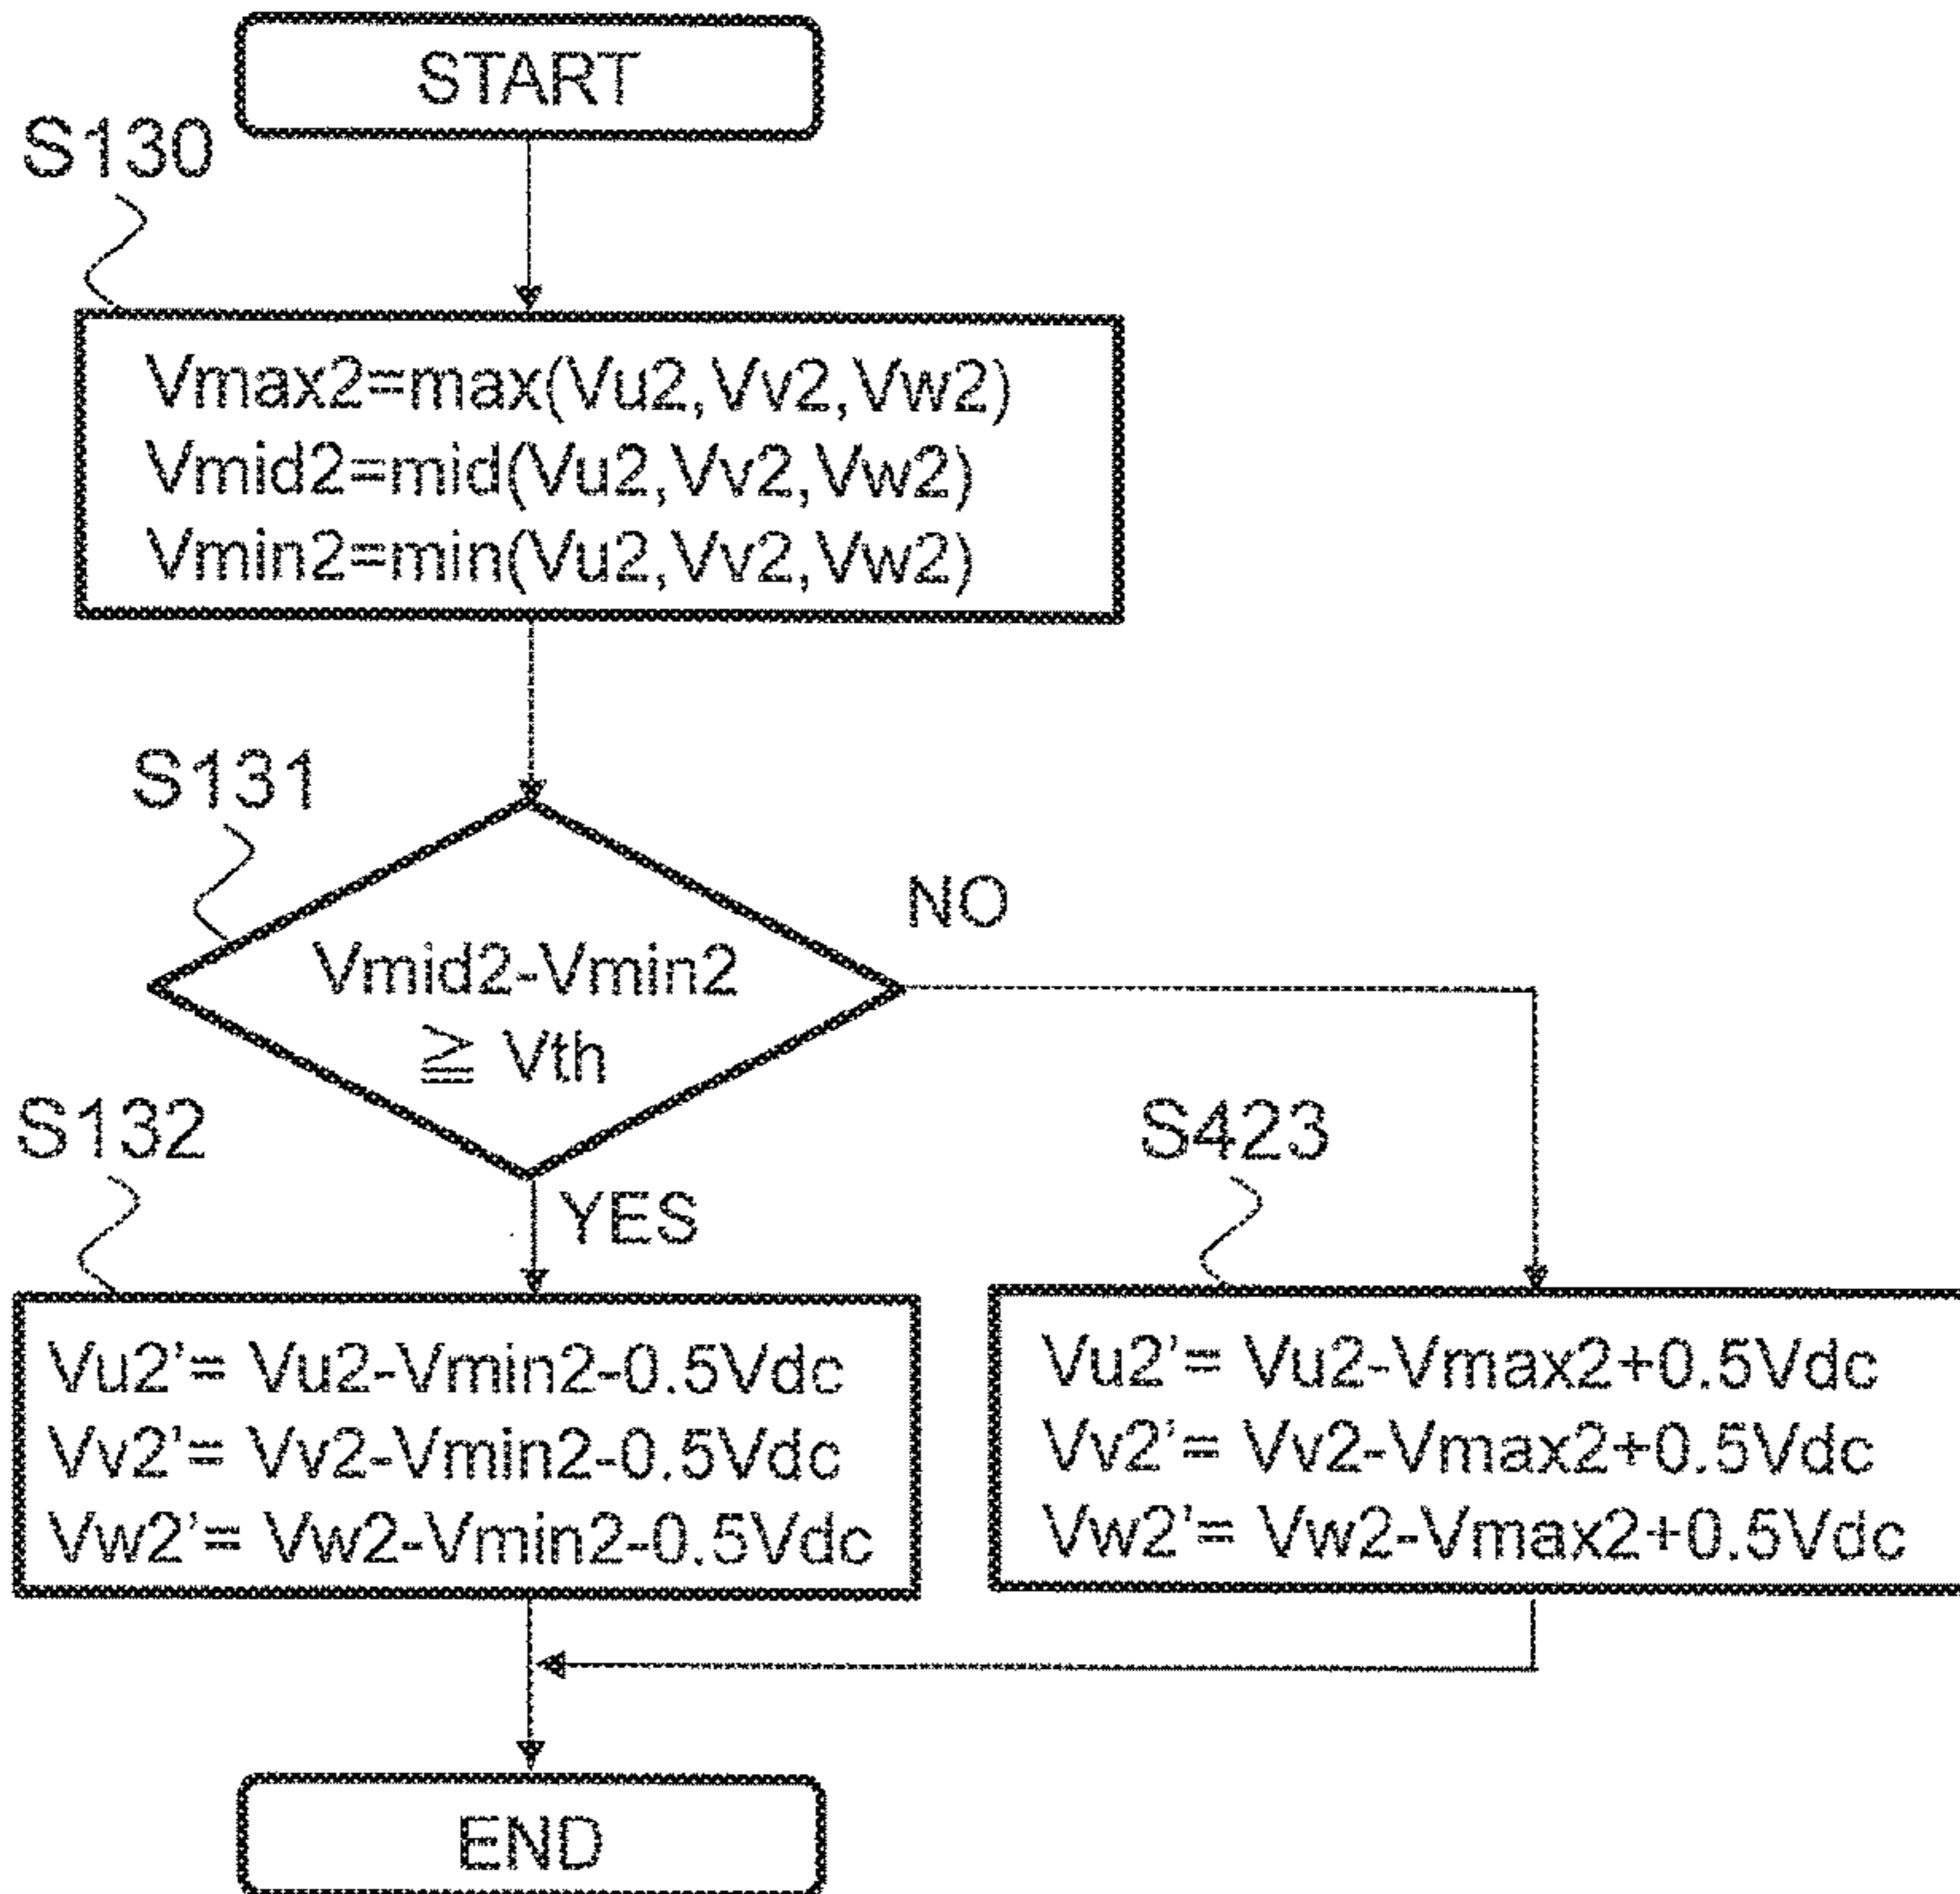 START
S130
Vmax2=max(Vu2,Vv2,Vw2)
Vmid2=mid(Vu2,Vv2,Vw2)
Vmin2=min(Vu2,Vv2,Vw2)
S131
NO
Vmid2-Vmin2
≧ Vth
S132
S423
YES
Vu2’= Vu2-Vmin2-0.5Vdc
Vv2’= Vv2-Vmin2-0.5Vdc
Vw2’= Vw2-Vmin2-0.5Vdc
Vu2’= Vu2-Vmax2+0.5Vdc
Vv2’= Vv2-Vmax2+0.5Vdc
Vw2’= Vw2-Vmax2+0.5Vdc
END